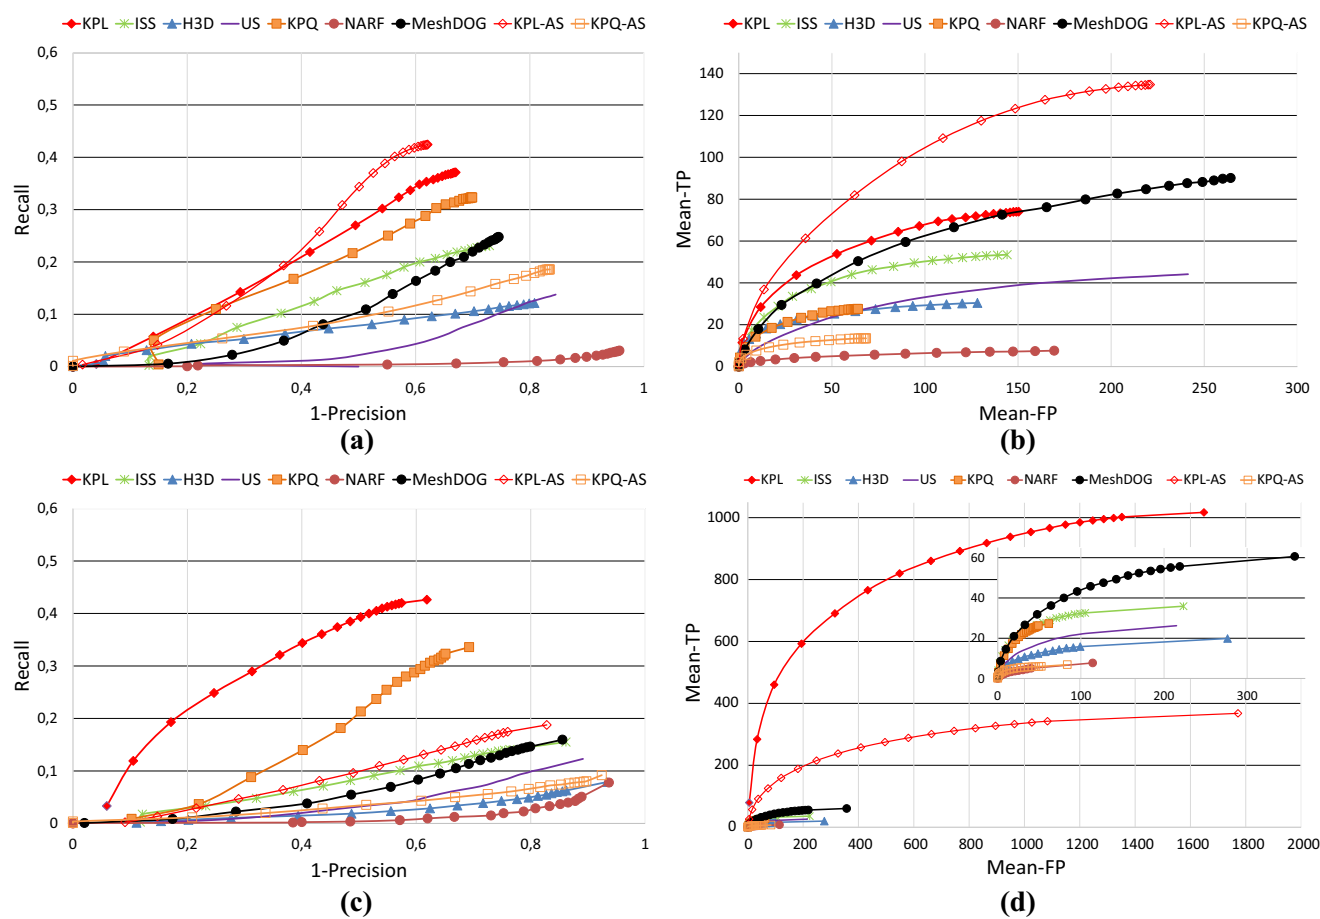 KPL ISS H3D US KPQ NARF MeshDOG KPL-AS KPQ-AS
0,6
0,5
0,4
0,3
0,2
0,1
0
Recall
0 0,2 0,4 0,6 0,8 1
1-Precision
(a)
KPL ISS H3D US KPQ NARF MeshDOG KPL-AS KPQ-AS
140
120
100
80
60
40
20
0
Mean-TP
0 50 100 150 200 250 300
Mean-FP
(b)
KPL ISS H3D US KPQ NARF MeshDOG KPL-AS KPQ-AS
0,6
0,5
0,4
0,3
0,2
0,1
0
Recall
0 0,2 0,4 0,6 0,8 1
1-Precision
(c)
KPL ISS H3D US KPQ NARF MeshDOG KPL-AS KPQ-AS
1000
800
600
400
200
0
Mean-TP
60
40
20
0
0 100 200 300
0 200 400 600 800 1000 1200 1400 1600 1800 2000
Mean-FP
(d)